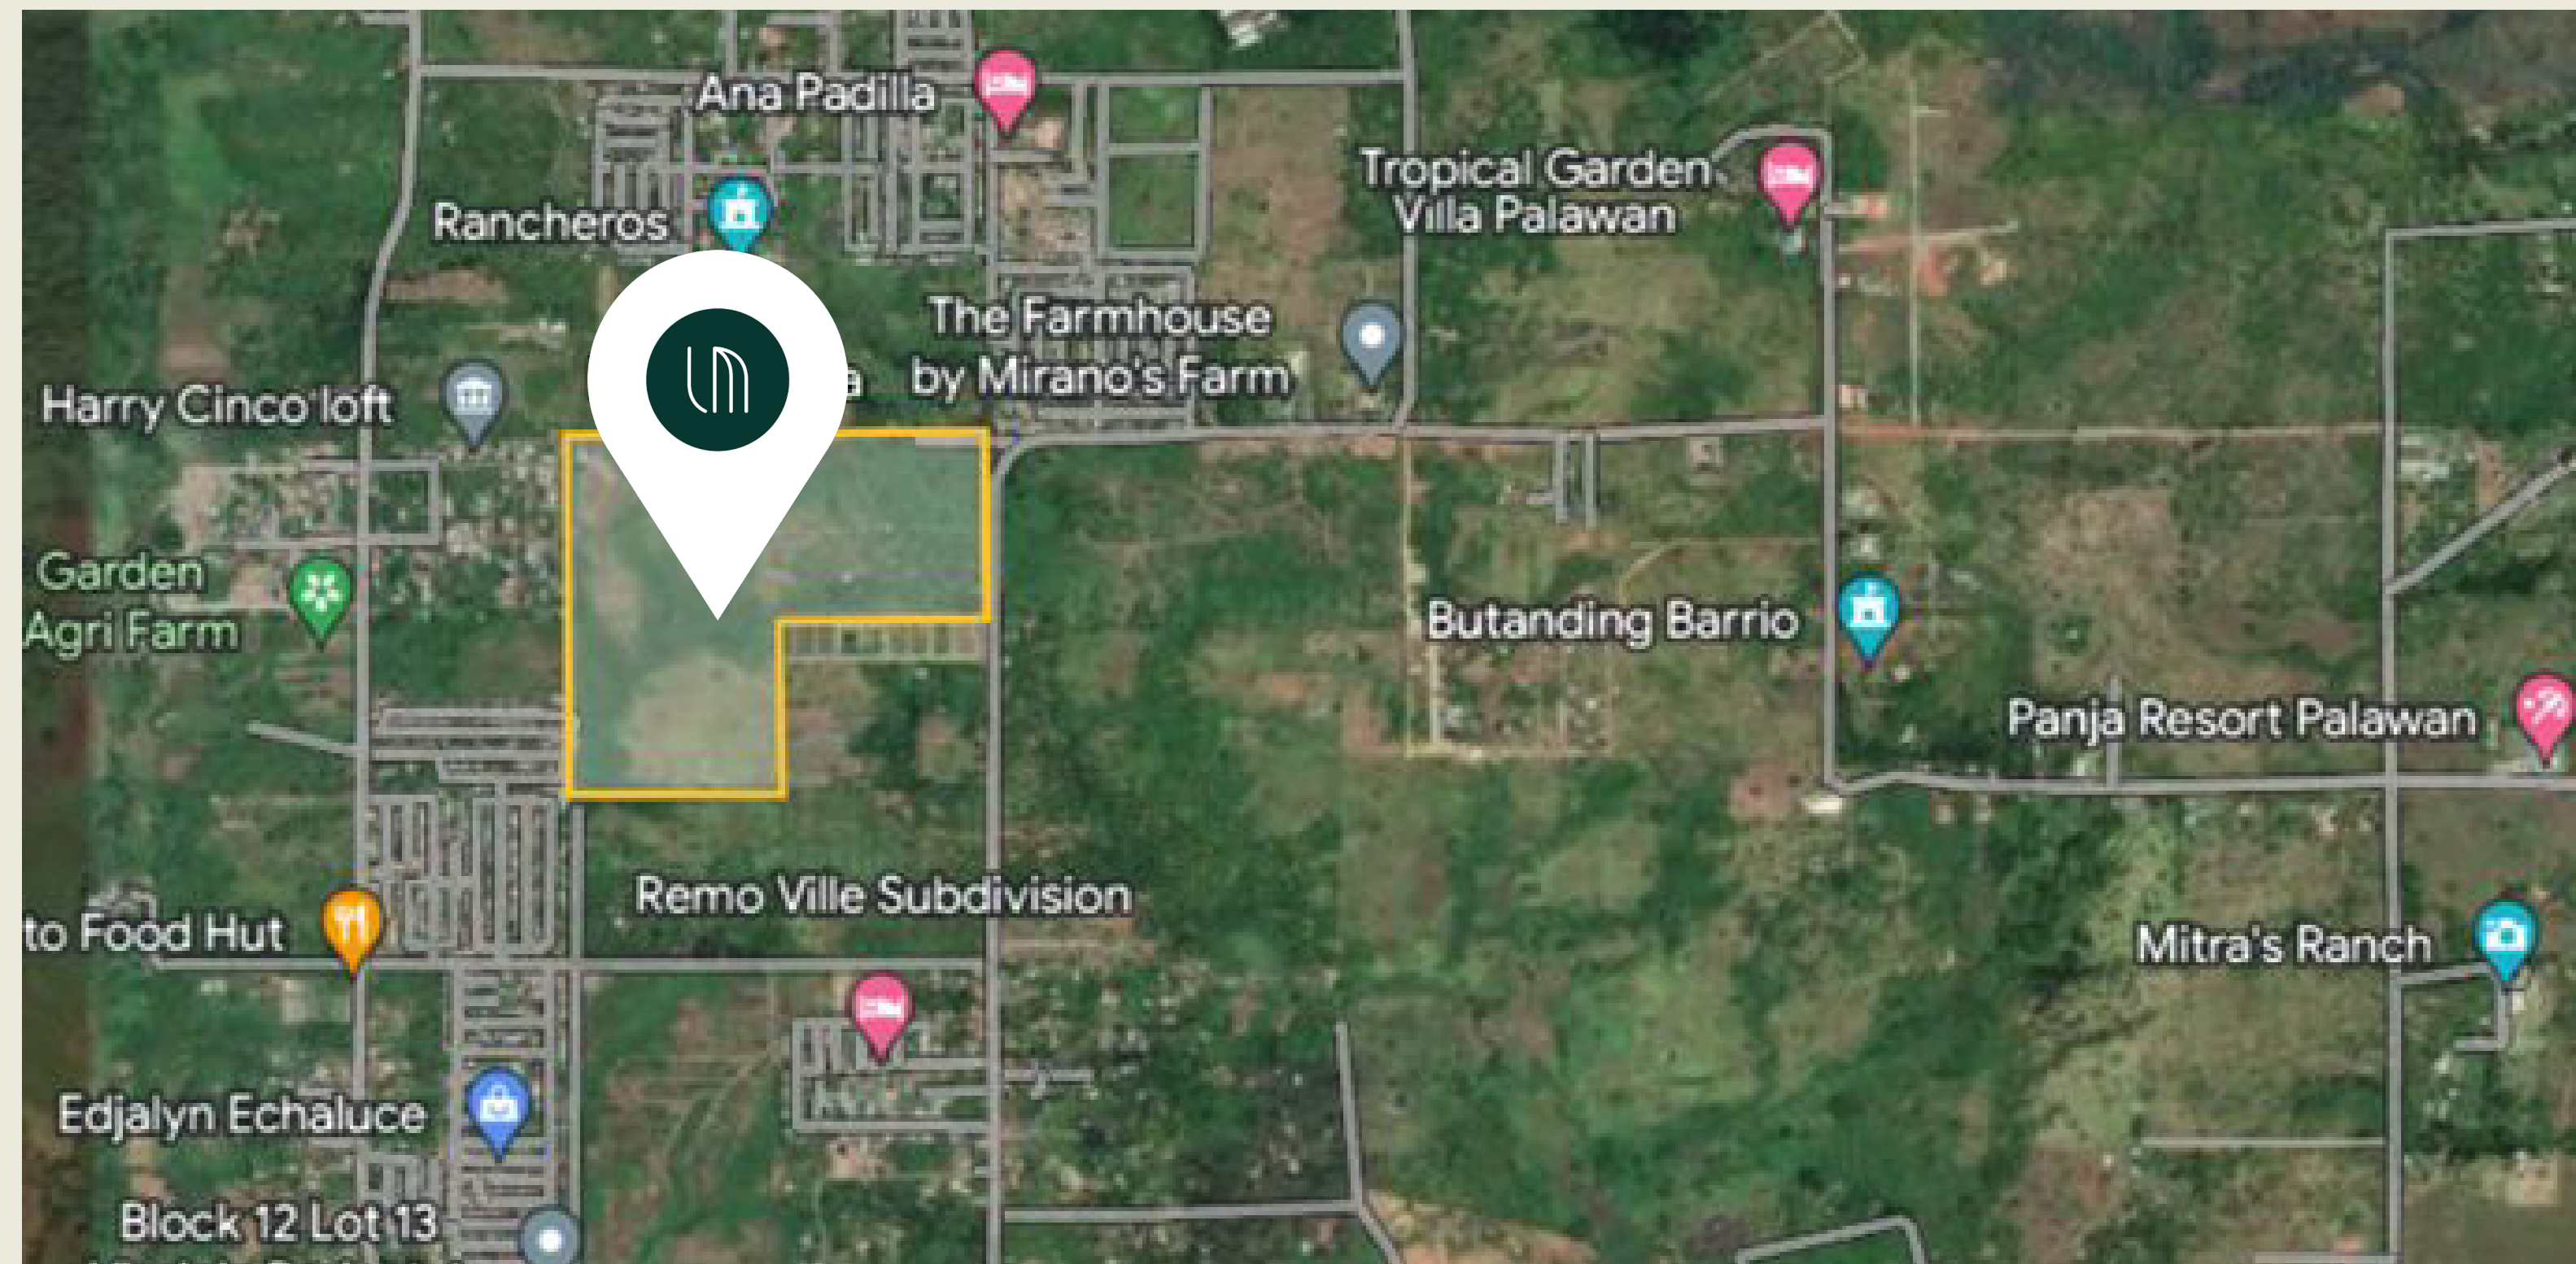 Ana Padilla
Tropical Garden
Villa Palawan
Rancheros
The Farmhouse
by Mirano's Farm
Harry Cinco loft
Garden
Agri Farm
Butanding Barrio
Panja Resort Palawan
Remo Ville Subdivision
to Food Hut
Mitra's Ranch
Edjalyn Echaluce
Block 12 Lot 13